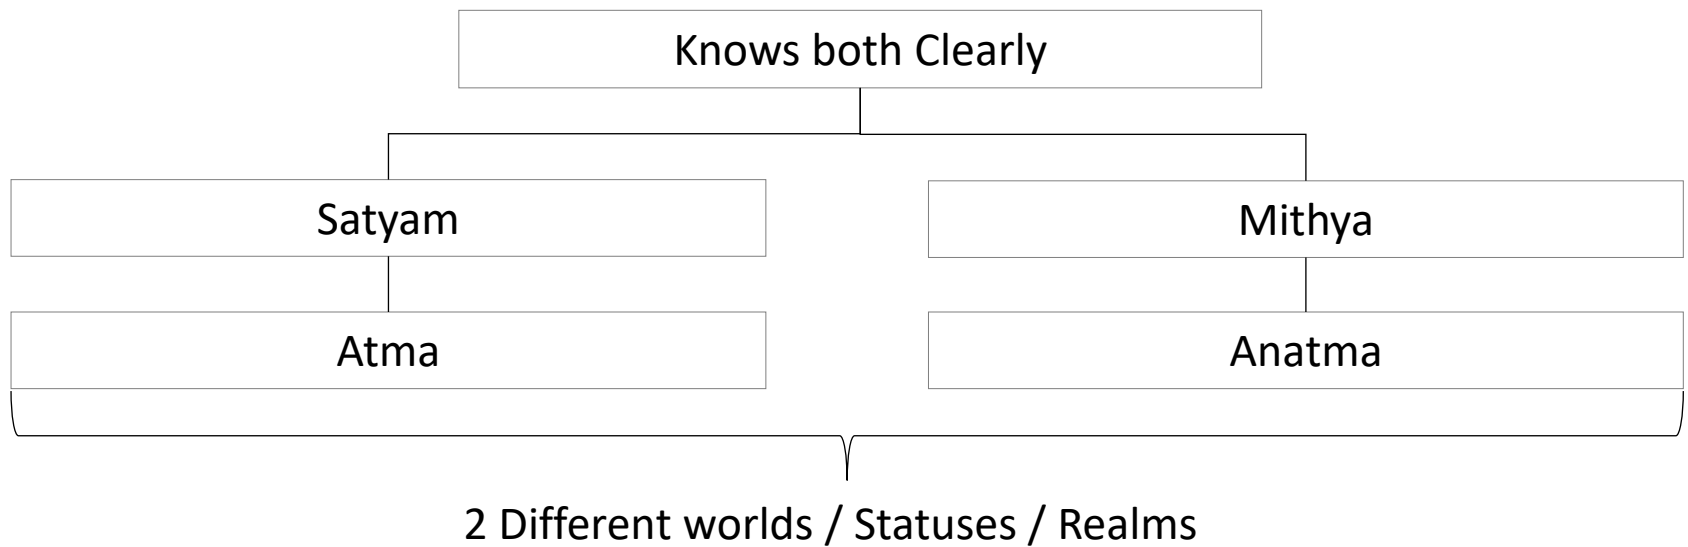 Knows both Clearly
Satyam
Mithya
Atma
Anatma
2 Different worlds / Statuses / Realms